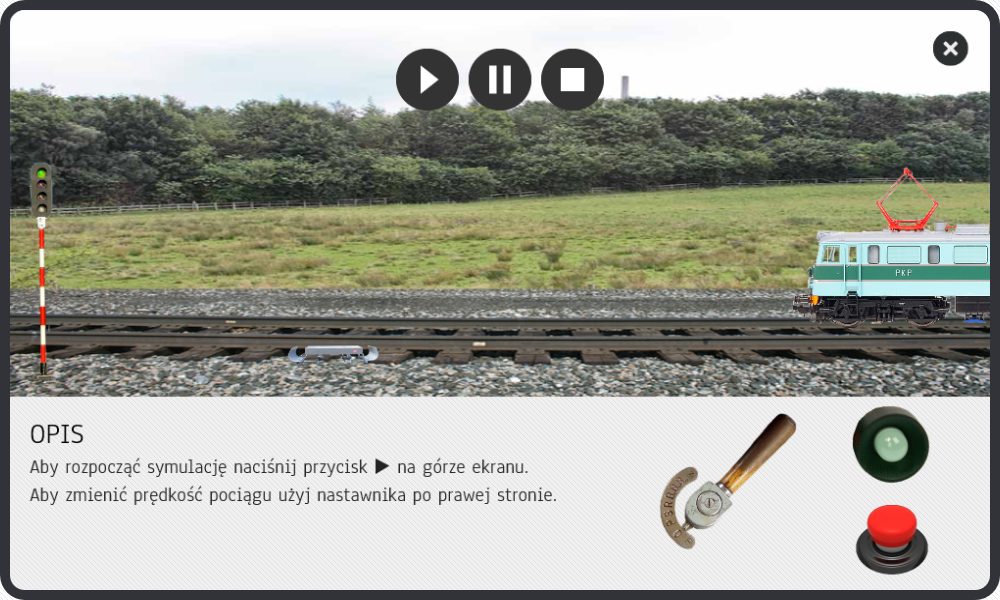 PKP
OPIS
Aby rozpocząć symulację naciśnij przycisk ▶ na górze ekranu.
Aby zmienić prędkość pociągu użyj nastawnika po prawej stronie.